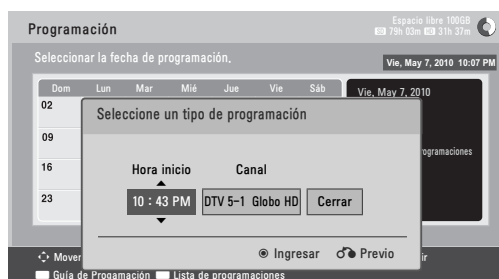 Programación
Espacio libre 100GB
SD 79h 03m HD 31h 37m
Seleccionar la fecha de programación.
Vie, May 7, 2010 10:07 PM
Dom Lun Mar Mié Jue Vie Sáb
Vie, May 7, 2010
02
09
16
23
Seleccione un tipo de programación
Hora inicio Canal
10 : 43 PM DTV 5-1 Globo HD Cerrar
Ingresar Previo
Mover
Guía de Progamación Lista de programaciones